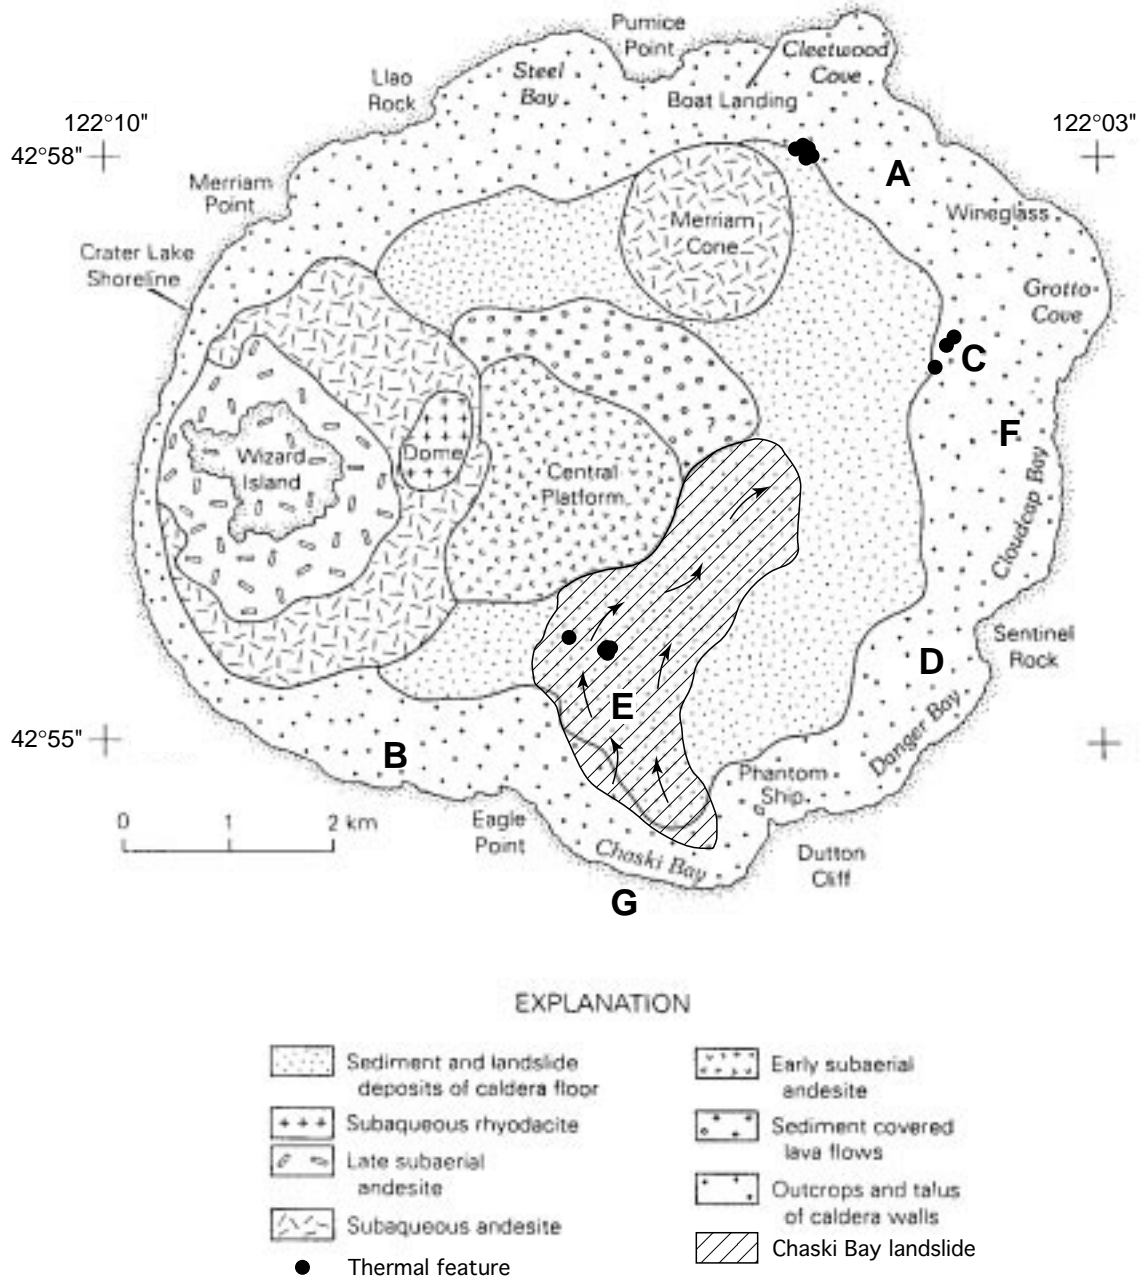 Pumice
Point
Cleetwood
Cove
Steel
Bay
Llao
Rock
Boat Landing
122°10"
122°03"
42°58"
A
Merriam
Point
Wineglass
Merriam
Cone
Crater Lake
Shoreline
Grotto
Cove
C
?
F
Wizard
Island
Dome
Central
Platform
Cloudcap Bay
Sentinel
Rock
D
E
42°55"
B
Danger Bay
Phantom
Ship
0 1 2 km
Eagle
Point
Chaski Bay
Dutton
Cliff
G
EXPLANATION
Sediment and landslide
deposits of caldera floor
Subaqueous rhyodacite
Late subaerial
andesite
Subaqueous andesite
Thermal feature
Early subaerial
andesite
Sediment covered
lava flows
Outcrops and talus
of caldera walls
Chaski Bay landslide